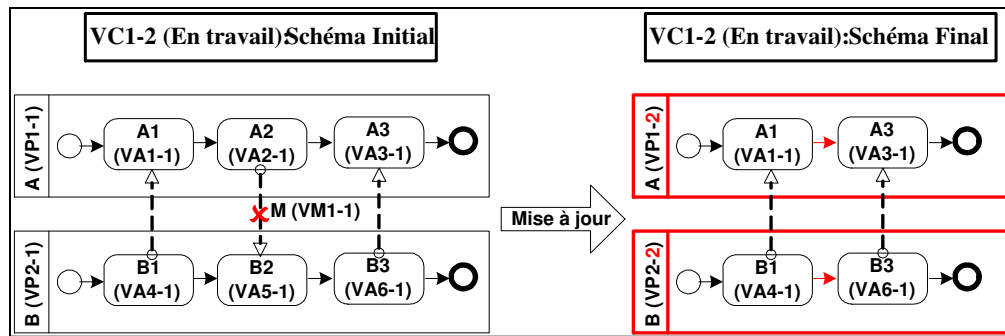 VC1-2 (En travail):Schéma Initial
VC1-2 (En travail):Schéma Final
A (VP1-1)
A1
(VA1-1)
A2
(VA2-1)
A3
(VA3-1)
M (VM1-1)
B (VP2-1)
B1
(VA4-1)
B2
(VA5-1)
B3
(VA6-1)
Mise à jour
A (VP1-2)
A1
(VA1-1)
A3
(VA3-1)
B (VP2-2)
B1
(VA4-1)
B3
(VA6-1)